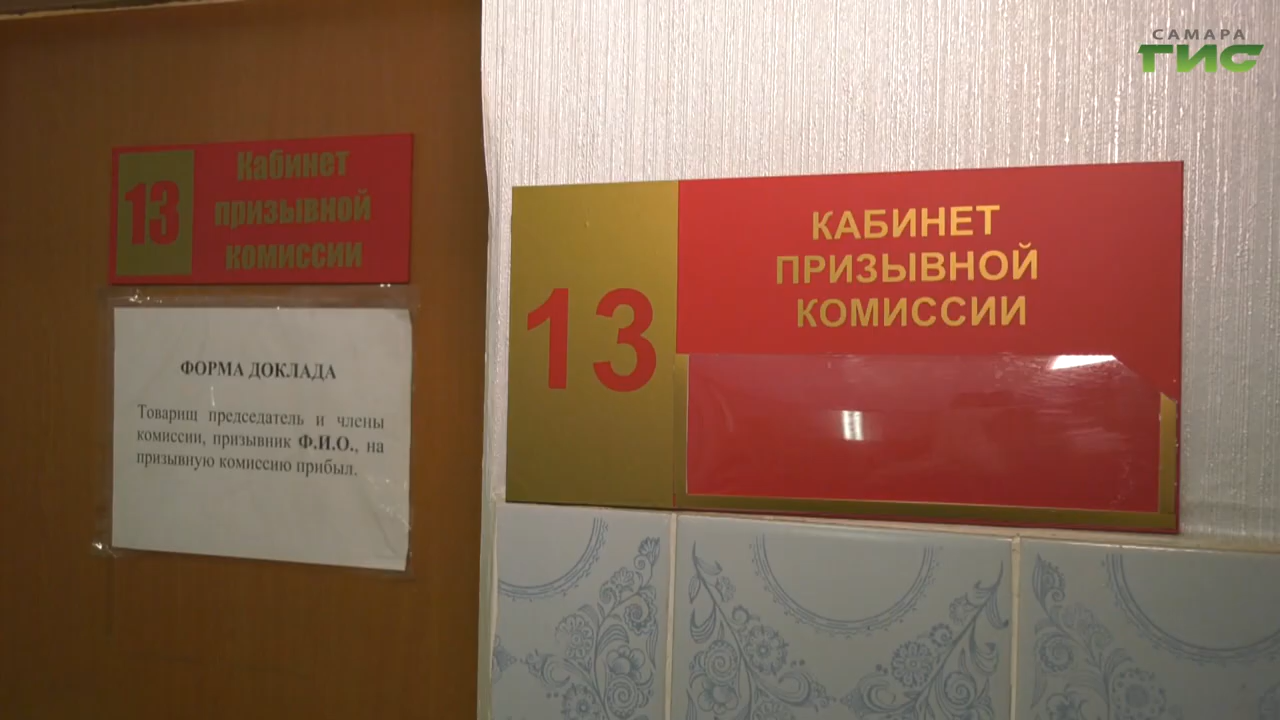 САМАРА
ГИС
13
Кабинет
призывной
комиссии
ФОРМА ДОКЛАДА
Товарищ председатель и члены
комиссии, призывник Ф.И.О., на
призывную комиссию прибыл.
13
КАБИНЕТ
ПРИЗЫВНОЙ
КОМИССИИ